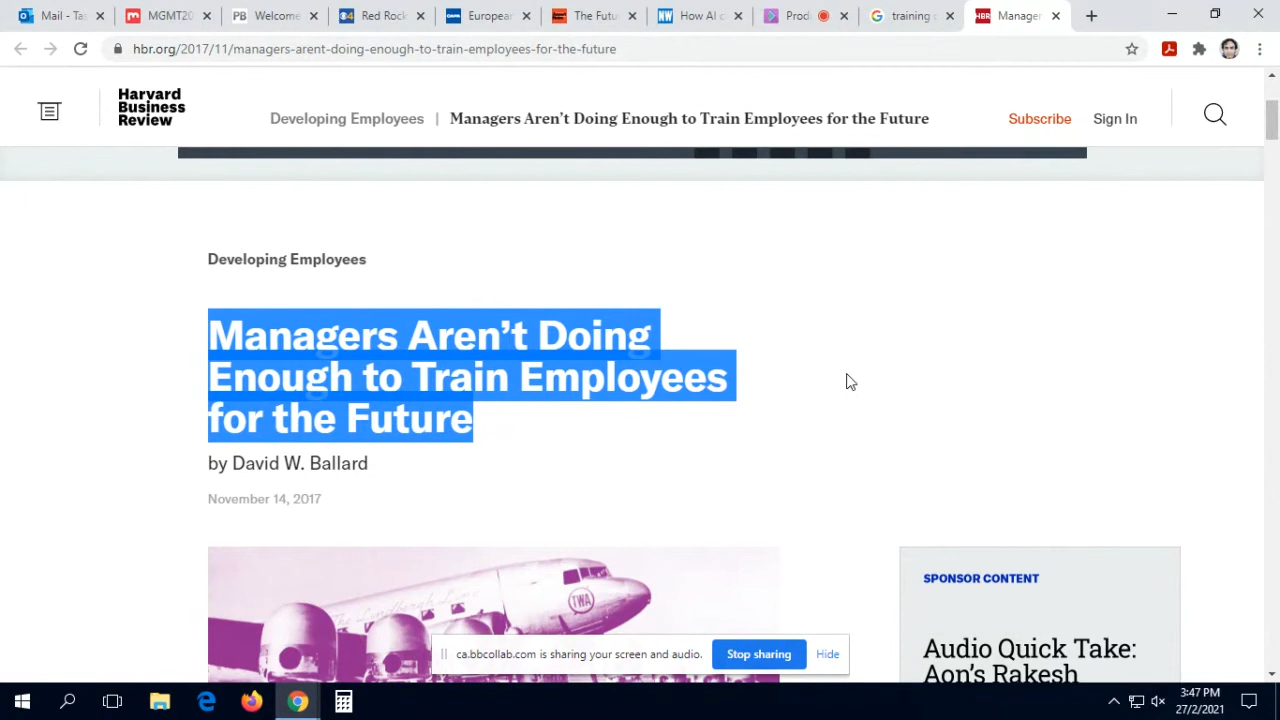 Mail - Tas
MGMT20
Welcome
Red Rock
European
The Futur
How AI c
Prod
training c
Manager
hbr.org/2017/11/managers-arent-doing-enough-to-train-employees-for-the-future
Harvard
Business
Review
Developing Employees | Managers Aren't Doing Enough to Train Employees for the Future
Subscribe
Sign In
Developing Employees
Managers Aren't Doing
Enough to Train Employees
for the Future
by David W. Ballard
November 14, 2017
TWA
SPONSOR CONTENT
Audio Quick Take:
Aon's Rakesh
ca.bbcollab.com is sharing your screen and audio.
Stop sharing
Hide
3:47 PM
27/2/2021